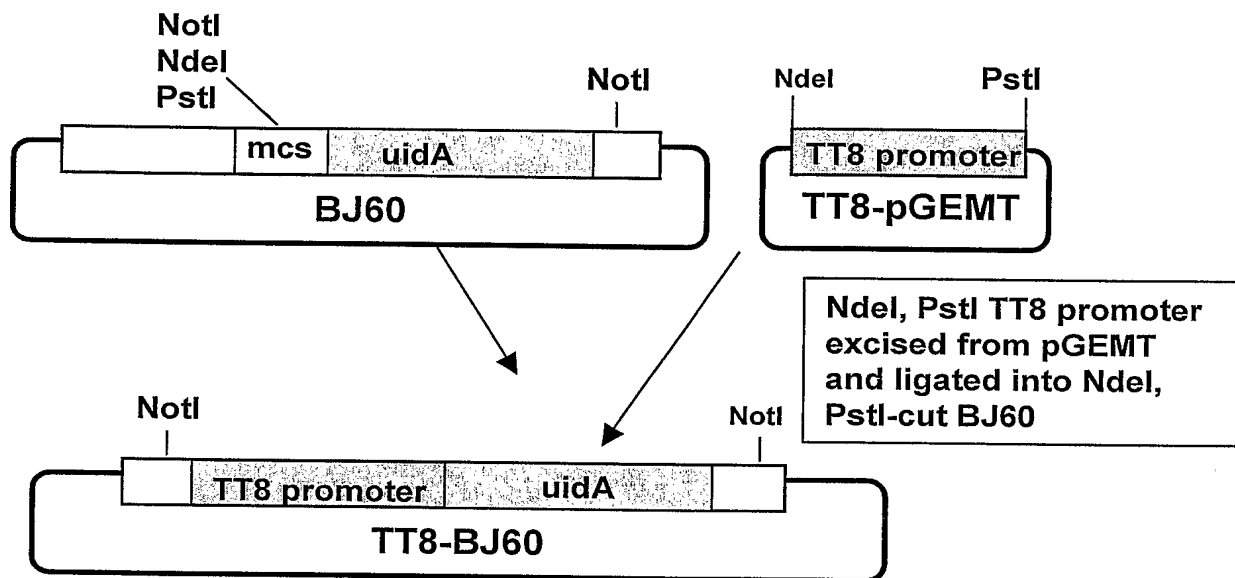 NotI
NdeI
PstI
NotI
mcs
uidA
BJ60
NdeI
PstI
TT8 promoter
TT8-pGEMT
NdeI, PstI TT8 promoter
excised from pGEMT
and ligated into NdeI,
PstI-cut BJ60
NotI
NotI
TT8 promoter
uidA
TT8-BJ60